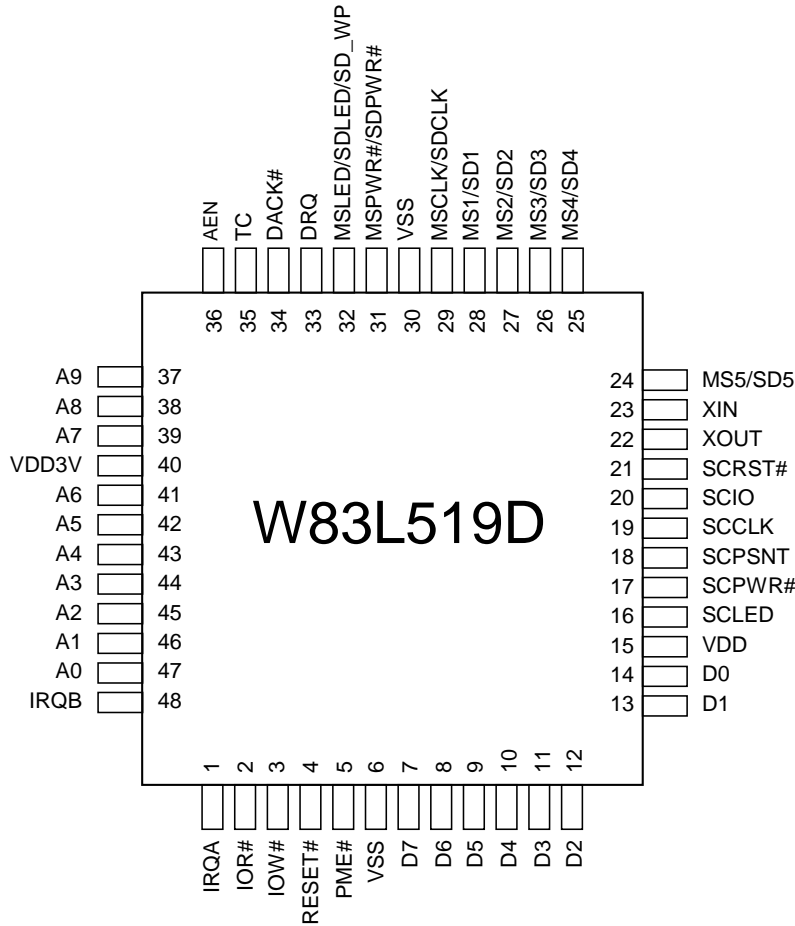 MSLED/SDLED/SD_WP
MSPWR#/SDPWR#
AEN
TC
DACK#
DRQ
VSS
MSCLK/SDCLK
MS1/SD1
MS2/SD2
MS3/SD3
MS4/SD4
36 35 34 33 32 31 30 29 28 27 26 25
A9 37
A8 38
A7 39
VDD3V 40
A6 41
A5 42
A4 43
A3 44
A2 45
A1 46
A0 47
IRQB 48
W83L519D
24 MS5/SD5
23 XIN
22 XOUT
21 SCRST#
20 SCIO
19 SCCLK
18 SCPSNT
17 SCPWR#
16 SCLED
15 VDD
14 D0
13 D1
1 2 3 4 5 6 7 8 9 10 11 12
IRQA
IOR#
IOW#
RESET#
PME#
VSS
D7
D6
D5
D4
D3
D2